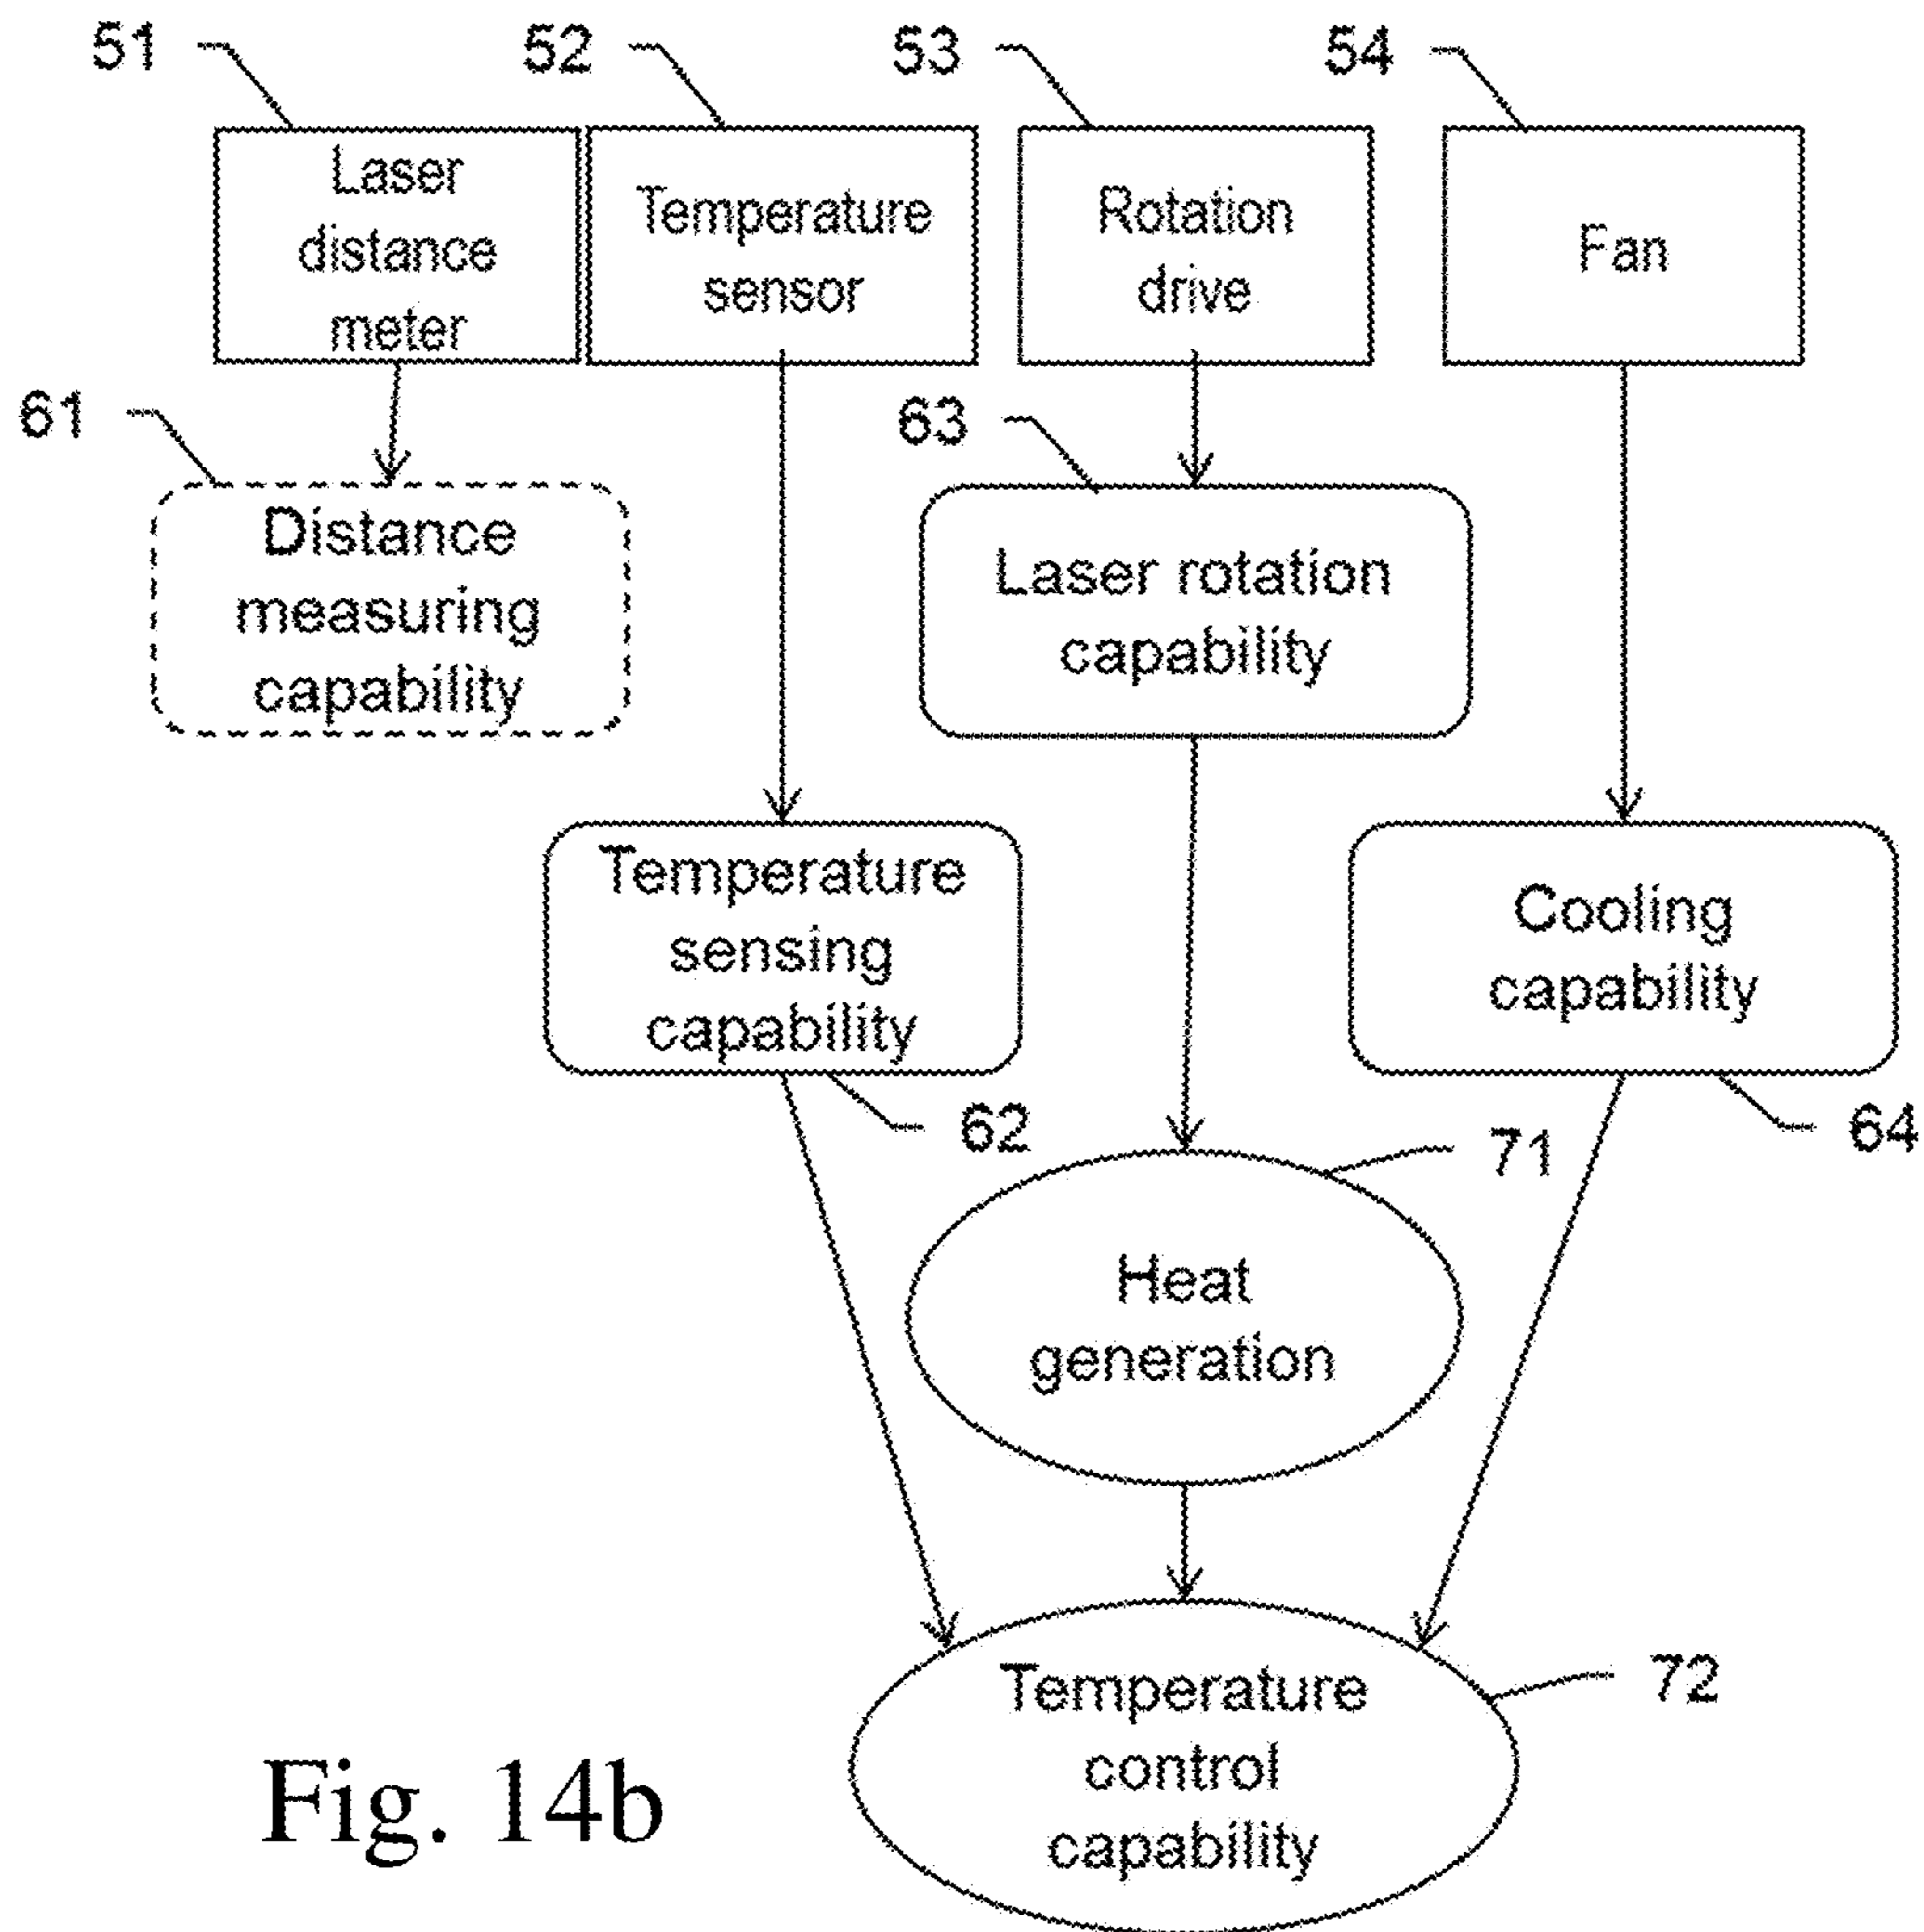 51
52
53
54
Laser
distance
meter
Temperature
sensor
Rotation
drive
Fan
61
63
Distance
measuring
capability
Laser rotation
capability
Temperature
sensing
capability
Cooling
capability
62
71
64
Heat
generation
Temperature
control
capability
72
Fig. 14b